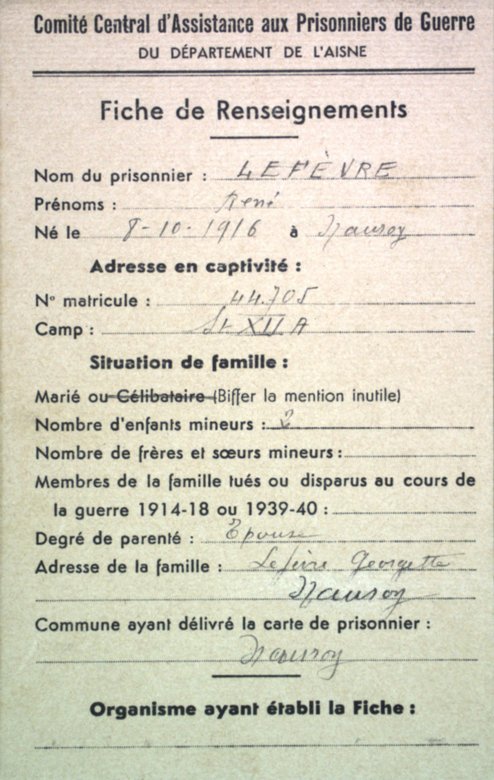 Comité Central d'Assistance aux Prisonniers de Guerre
DU DÉPARTEMENT DE L'AISNE
Fiche de Renseignements
Nom du prisonnier : LEFÈVRE
Prénoms : René
Né le 8-10-1916 à Nauroy
Adresse en captivité :
N° matricule : 44.705
Camp : St. XII A
Situation de famille :
Marié ou Célibataire (Biffer la mention inutile)
Nombre d'enfants mineurs : 2
Nombre de frères et sœurs mineurs :
Membres de la famille tués ou disparus au cours de
la guerre 1914-18 ou 1939-40 :
Degré de parenté : Epouse
Adresse de la famille : Lefèvre Georgette
Nauroy
Commune ayant délivré la carte de prisonnier :
Nauroy
Organisme ayant établi la Fiche :